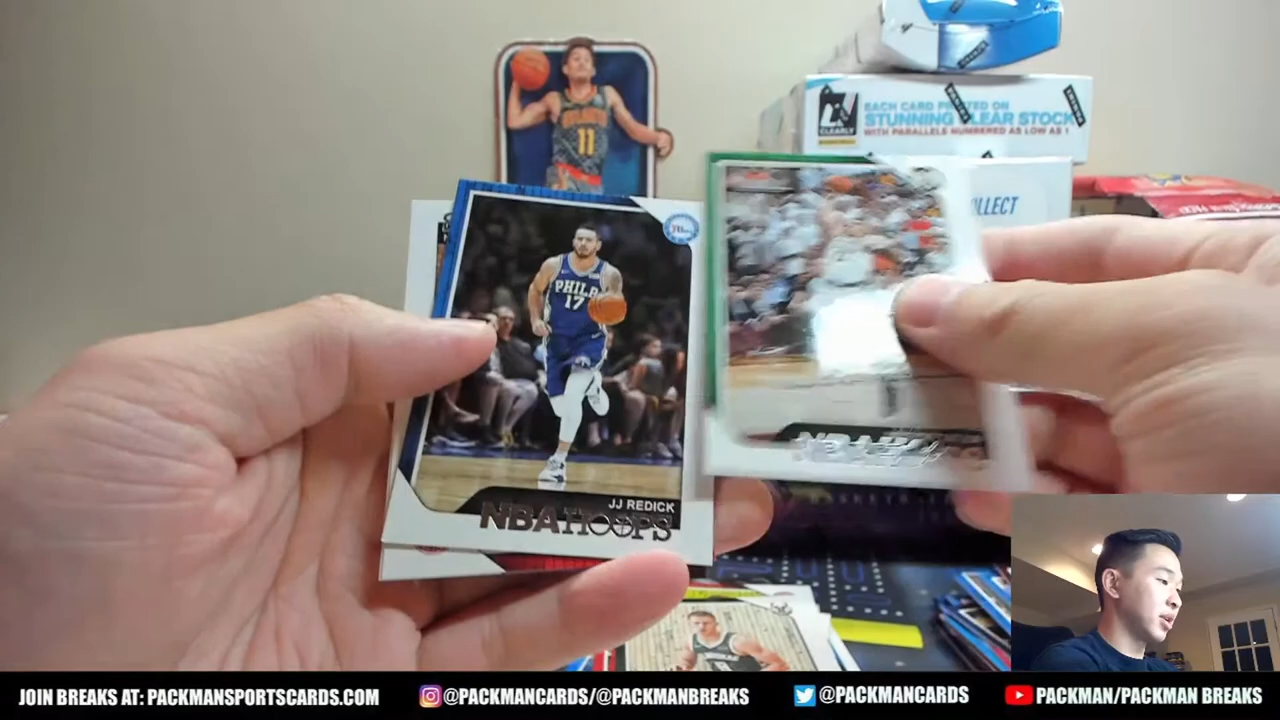 EACH CARD PRINTED ON
STUNNING CLEAR STOCK
WITH PARALLELS NUMBERED AS LOW AS 1
CLEARLY
11
PHILA
17
JJ REDICK
NBA HOOPS
JOIN BREAKS AT: PACKMANSPORTSCARDS.COM
@PACKMANCARDS/@PACKMANBREAKS
@PACKMANCARDS
PACKMAN/PACKMAN BREAKS